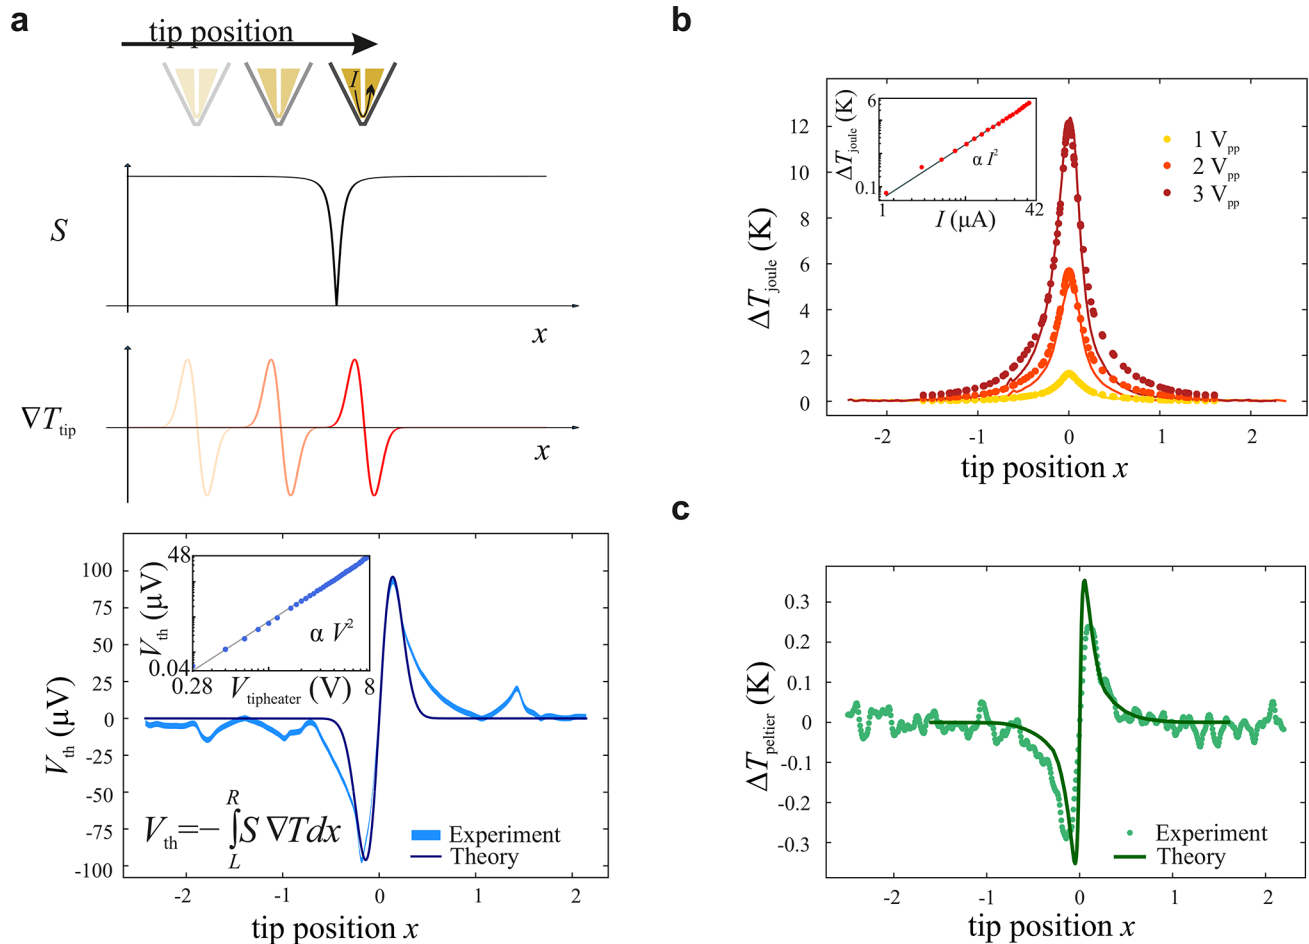 a
tip position
I
S
x
∇T_tip
x
48
V_th (μV)
α V²
0.04
0.28 V_tipheater (V) 8
100
75
50
25
0
-25
-50
-75
-100
V_th (μV)
V_th=−∫_L^R S ∇Tdx
Experiment
Theory
-2 -1 0 1 2
tip position x
b
6
ΔT_joule (K)
α I²
0.1
1 42
I (μA)
1 V_pp
2 V_pp
3 V_pp
12
10
8
6
4
2
0
ΔT_joule (K)
-2 -1 0 1 2
tip position x
c
0.3
0.2
0.1
0
-0.1
-0.2
-0.3
ΔT_peltier (K)
Experiment
Theory
-2 -1 0 1 2
tip position x